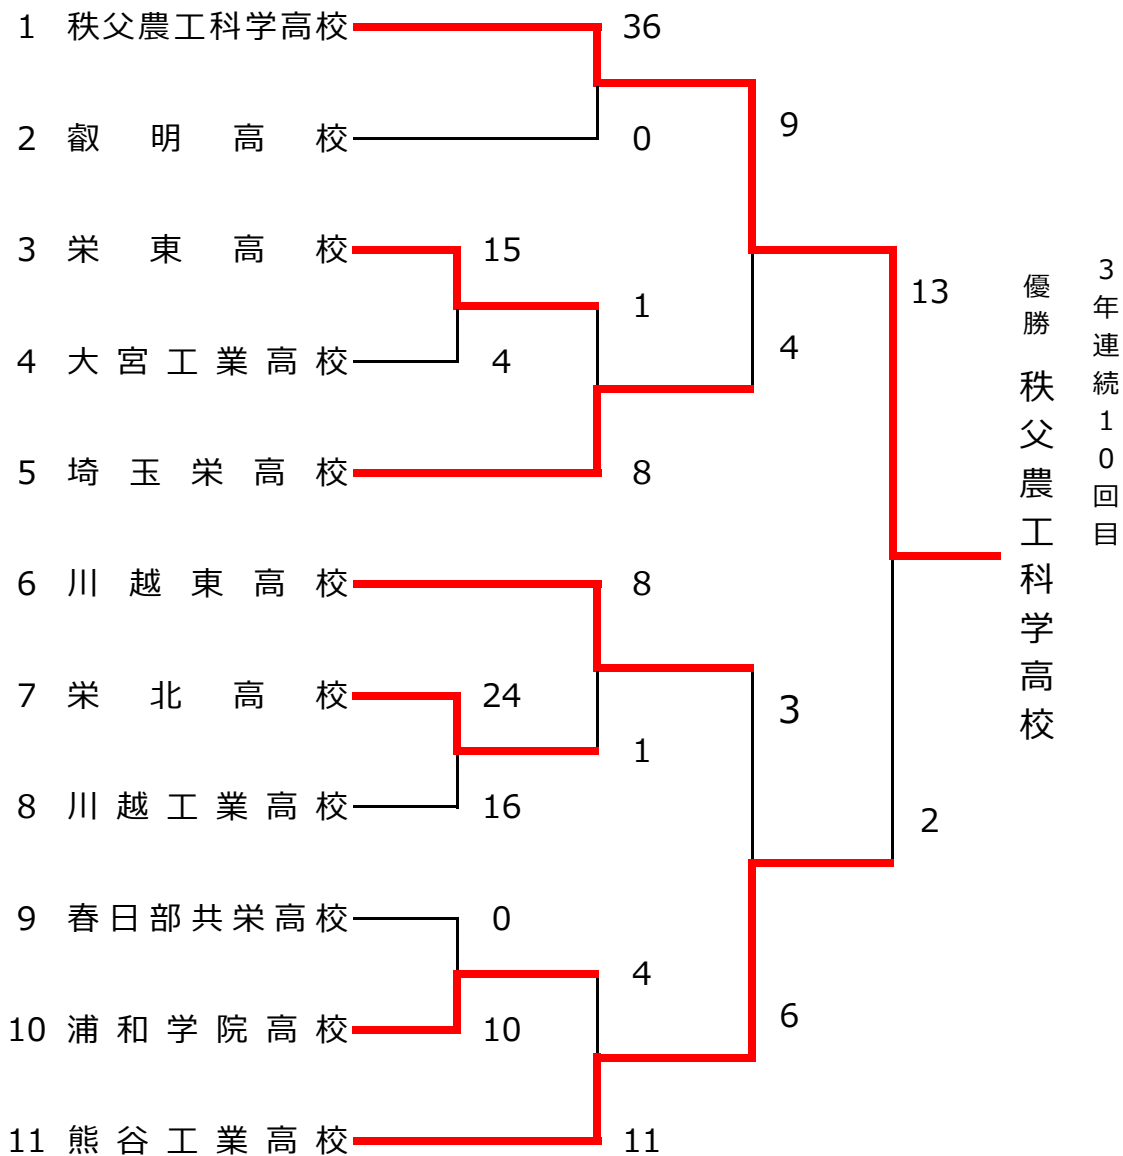 1 秩父農工科学高校 36
9
2 叡明高校 0
3 栄東高校 15
1
13
4 大宮工業高校 4
4
5 埼玉栄高校 8
6 川越東高校 8
7 栄北高校 24
3
1
8 川越工業高校 16
2
9 春日部共栄高校 0
4
10 浦和学院高校 10
6
11 熊谷工業高校 11
3年連続10回目
優勝 秩父農工科学高校